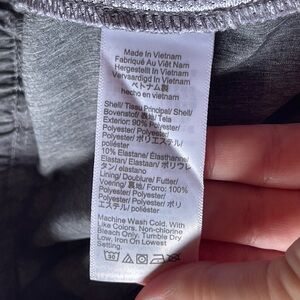 Made In Vietnam
Fabriqué Au Việt Nam
Hergestellt In Vietnam
Vervaardigd In Vietnam
ベトナム製
hecho en vietnam
Shell/ Tissu Principal/ Shell/
Bovenstof/ 表地/ Tela
Exterior: 90% Polyester/
Polyester/ Polyester/
Polyester/ ポリエステル/
poliéster
10% Elastane/ Élasthanne/
Elastan/ Elastaan/ ポリウレ
タン/ elastano
Lining/ Doublure/ Futter/
Voering/ 裏地/ Forro: 100%
Polyester/ Polyester/
Polyester/ Polyester/ ポリ
エステル/ poliéster
Machine Wash Cold. With
Like Colors. Non-chlorine
Bleach Only. Tumble Dry
Low. Iron On Lowest
Setting.
30